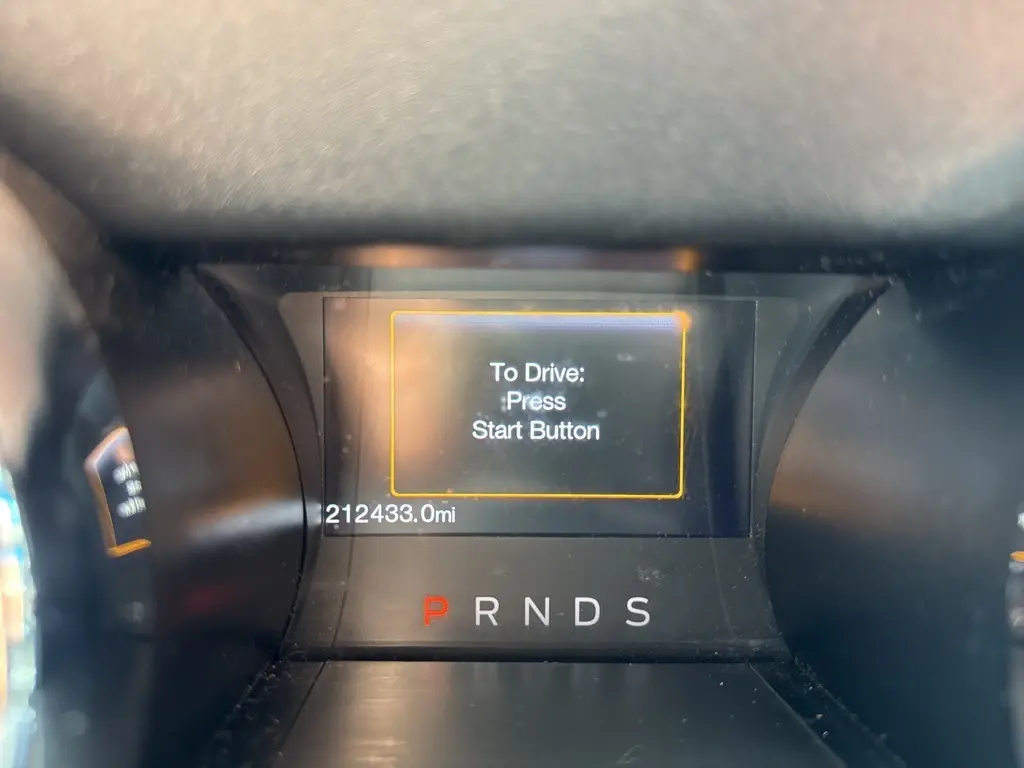 To Drive:
Press
Start Button
212433.0mi
P R N D S